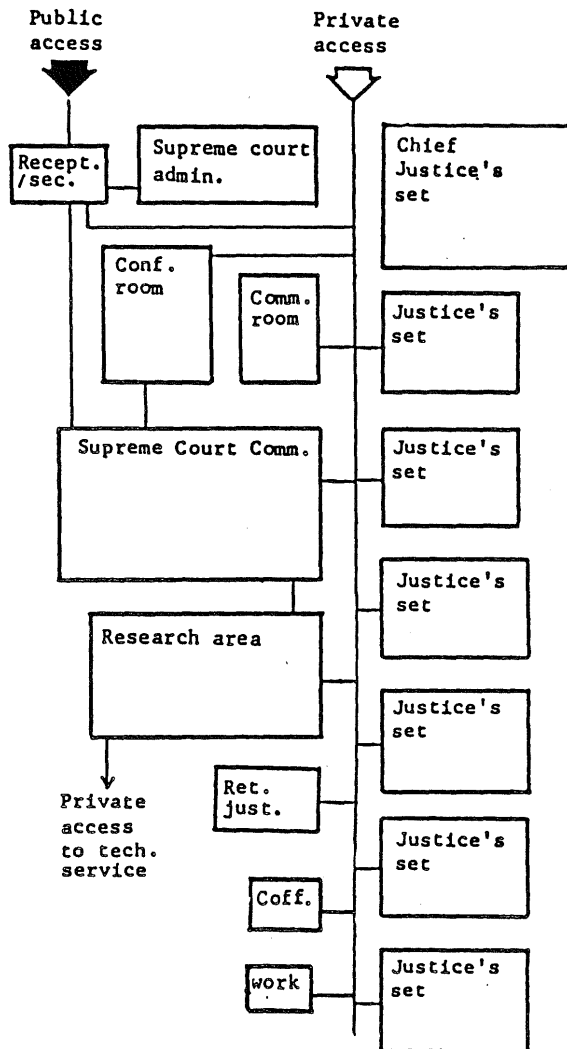 Public
access
Private
access
Recept.
/sec.
Supreme court
admin.
Chief
Justice's
set
Conf.
room
Comm.
room
Justice's
set
Supreme Court Comm.
Justice's
set
Justice's
set
Research area
Justice's
set
Ret.
just.
Private
access
to tech.
service
Justice's
set
Coff.
work
Justice's
set